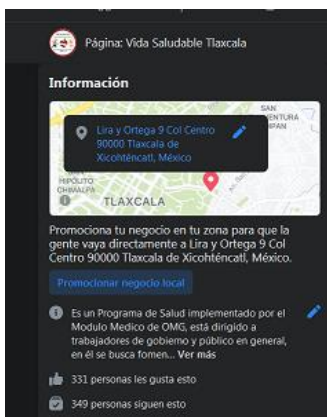 Página: Vida Saludable Tlaxcala
Información
SAN
Lira y Ortega 9 Col Centro
90000 Tlaxcala de
Xicohténcatl, México
HIPÓLITO
CHIMALPA
TLAXCALA
Promociona tu negocio en tu zona para que la
gente vaya directamente a Lira y Ortega 9 Col
Centro 90000 Tlaxcala de Xicohténcatl, México.
Promocionar negocio local
Es un Programa de Salud implementado por el
Modulo Medico de OMG, está dirigido a
trabajadores de gobierno y público en general,
en él se busca fomen... Ver más
331 personas les gusta esto
349 personas siguen esto